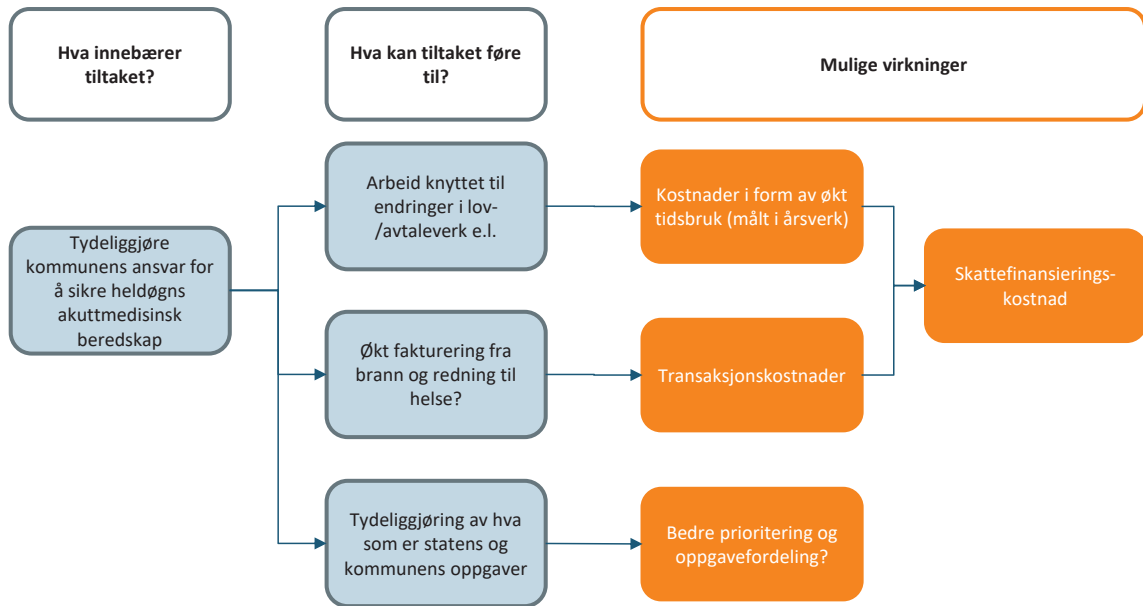 Hva innebærer
tiltaket?
Hva kan tiltaket føre
til?
Mulige virkninger
Tydeliggjøre
kommunens ansvar for
å sikre heldøgns
akuttmedisinsk
beredskap
Arbeid knyttet til
endringer i lov-
/avtaleverk e.l.
Kostnader i form av økt
tidsbruk (målt i årsverk)
Skattefinansierings-
kostnad
Økt fakturering fra
brann og redning til
helse?
Transaksjonskostnader
Tydeliggjøring av hva
som er statens og
kommunens oppgaver
Bedre prioritering og
oppgavefordeling?